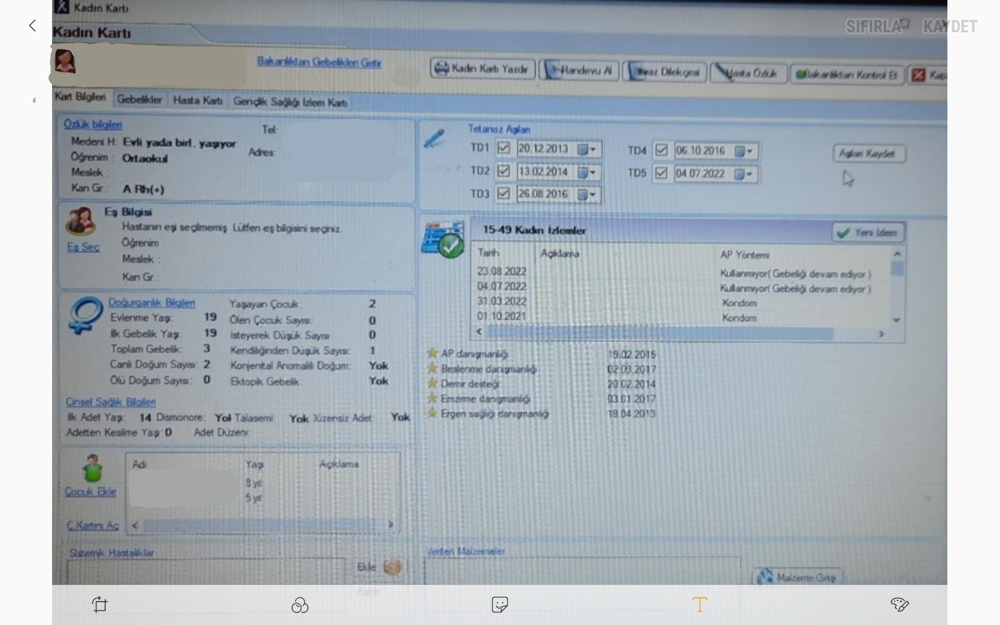 Kadın Kartı
SIFIRLA KAYDET
Kadın Kartı
Bakanlıktan Gebelikleri Getir
Kadın Kartı Yazdır
Randevu Al
İtiraz Dilekçesi
Hasta Özlük
Bakanlıktan Kontrol Et
Kapa
Kart Bilgileri Gebelikler Hasta Kartı Gençlik Sağlığı İzlem Kartı
Özlük bilgileri
Tel:
Medeni H: Evli yada birl. yaşıyor
Adres:
Öğrenim : Ortaokul
Meslek :
Kan Gr.: A Rh(+)
Eş Bilgisi
Hastanın eşi seçilmemiş Lütfen eş bilgisini seçiniz.
Eş Seç
Öğrenim :
Meslek :
Kan Gr.:
Doğurganlık Bilgileri
Evlenme Yaşı: 19
İlk Gebelik Yaşı: 19
Toplam Gebelik: 3
Canlı Doğum Sayısı: 2
Ölü Doğum Sayısı: 0
Yaşayan Çocuk: 2
Ölen Çocuk Sayısı: 0
İsteyerek Düşük Sayısı: 0
Kendiliğinden Düşük Sayısı: 1
Konjenital Anomalili Doğum: Yok
Ektopik Gebelik Yok
Cinsel Sağlık Bilgileri
İlk Adet Yaşı: 14 Dismonore: Yol Talasemi Yok Düzensiz Adet Yok
Adetten Kesilme Yaşı: 0 Adet Düzeni:
Adı Yaşı Açıklama
8 yıl
5 yıl
Çocuk Ekle
Ç.Kartını Aç
Sistemik Hastalıklar
Ekle
Kaldır
Tetanoz Aşıları
TD1 20.12.2013
TD2 13.02.2014
TD3 26.08.2016
TD4 06.10.2016
TD5 04.07.2022
Aşıları Kaydet
15-49 Kadın İzlemler
Yeni İzlem
Tarih Açıklama AP Yöntemi
23.08.2022 Kullanmıyor( Gebeliği devam ediyor )
04.07.2022 Kullanmıyor( Gebeliği devam ediyor )
31.03.2022 Kondom
01.10.2021 Kondom
AP danışmanlığı 19.02.2015
Beslenme danışmanlığı 02.03.2017
Demir desteği 20.02.2014
Emzirme danışmanlığı 03.01.2017
Ergen sağlığı danışmanlığı 18.04.2013
Verilen Malzemeler
Malzeme Girişi